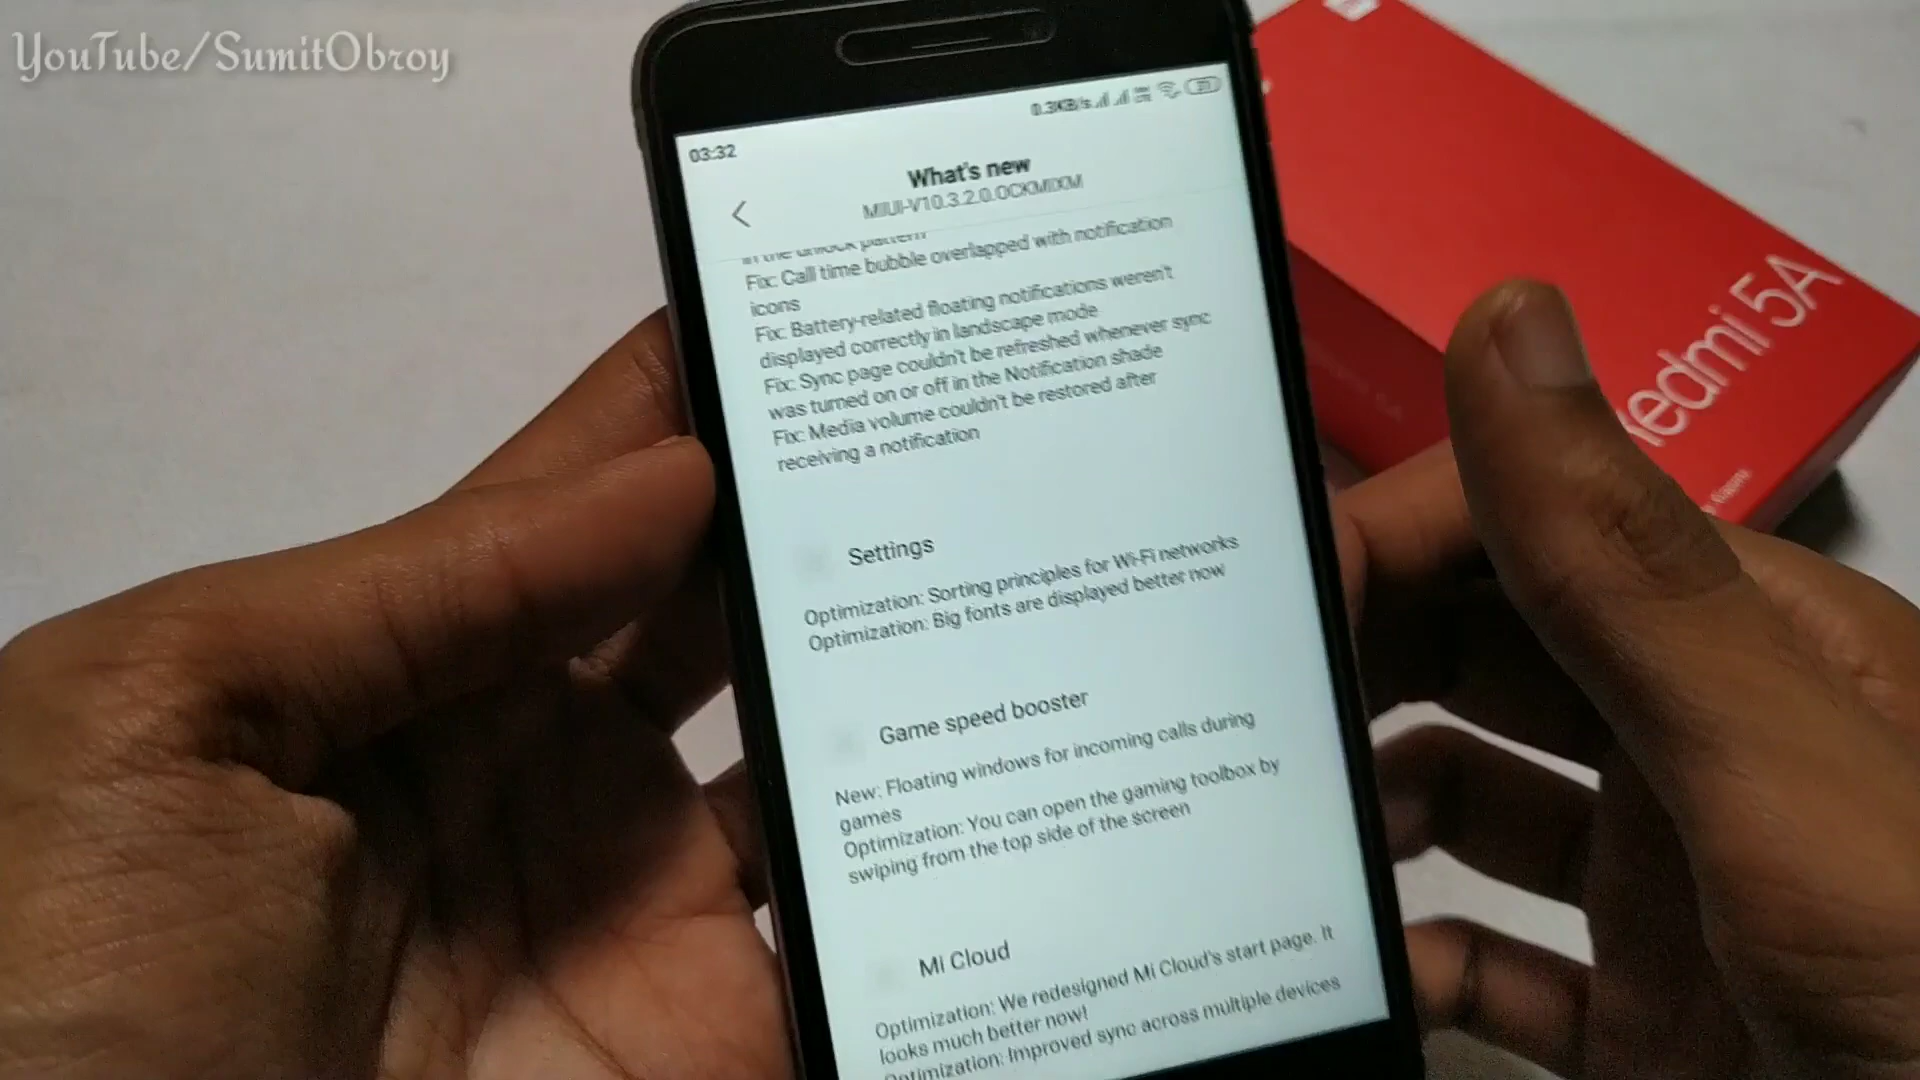 YouTube/SumitObroy
03:32
0.3KB/s
What's new
MIUI-V10.3.2.0.OCKMIXM
in the unlock pattern
Fix: Call time bubble overlapped with notification
icons
Fix: Battery-related floating notifications weren't
displayed correctly in landscape mode
Fix: Sync page couldn't be refreshed whenever sync
was turned on or off in the Notification shade
Fix: Media volume couldn't be restored after
receiving a notification
Settings
Optimization: Sorting principles for Wi-Fi networks
Optimization: Big fonts are displayed better now
Game speed booster
New: Floating windows for incoming calls during
games
Optimization: You can open the gaming toolbox by
swiping from the top side of the screen
Mi Cloud
Optimization: We redesigned Mi Cloud's start page. It
looks much better now!
Optimization: Improved sync across multiple devices
Redmi 5A